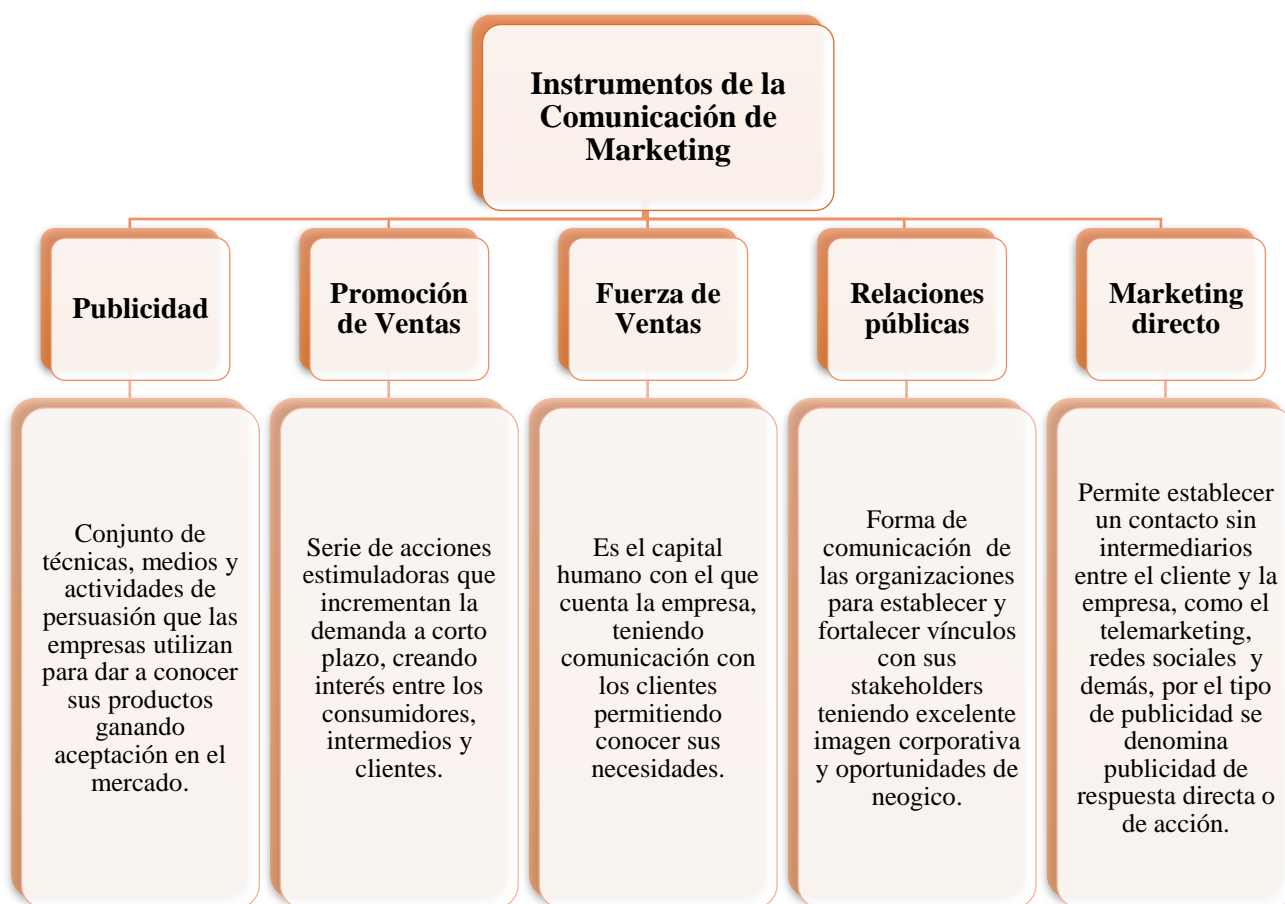 Instrumentos de la
Comunicación de
Marketing
Publicidad
Promoción
de Ventas
Fuerza de
Ventas
Relaciones
públicas
Marketing
directo
Conjunto de
técnicas, medios y
actividades de
persuasión que las
empresas utilizan
para dar a conocer
sus productos
ganando
aceptación en el
mercado.
Serie de acciones
estimuladoras que
incrementan la
demanda a corto
plazo, creando
interés entre los
consumidores,
intermedios y
clientes.
Es el capital
humano con el que
cuenta la empresa,
teniendo
comunicación con
los clientes
permitiendo
conocer sus
necesidades.
Forma de
comunicación de
las organizaciones
para establecer y
fortalecer vínculos
con sus
stakeholders
teniendo excelente
imagen corporativa
y oportunidades de
neogico.
Permite establecer
un contacto sin
intermediarios
entre el cliente y la
empresa, como el
telemarketing,
redes sociales y
demás, por el tipo
de publicidad se
denomina
publicidad de
respuesta directa o
de acción.